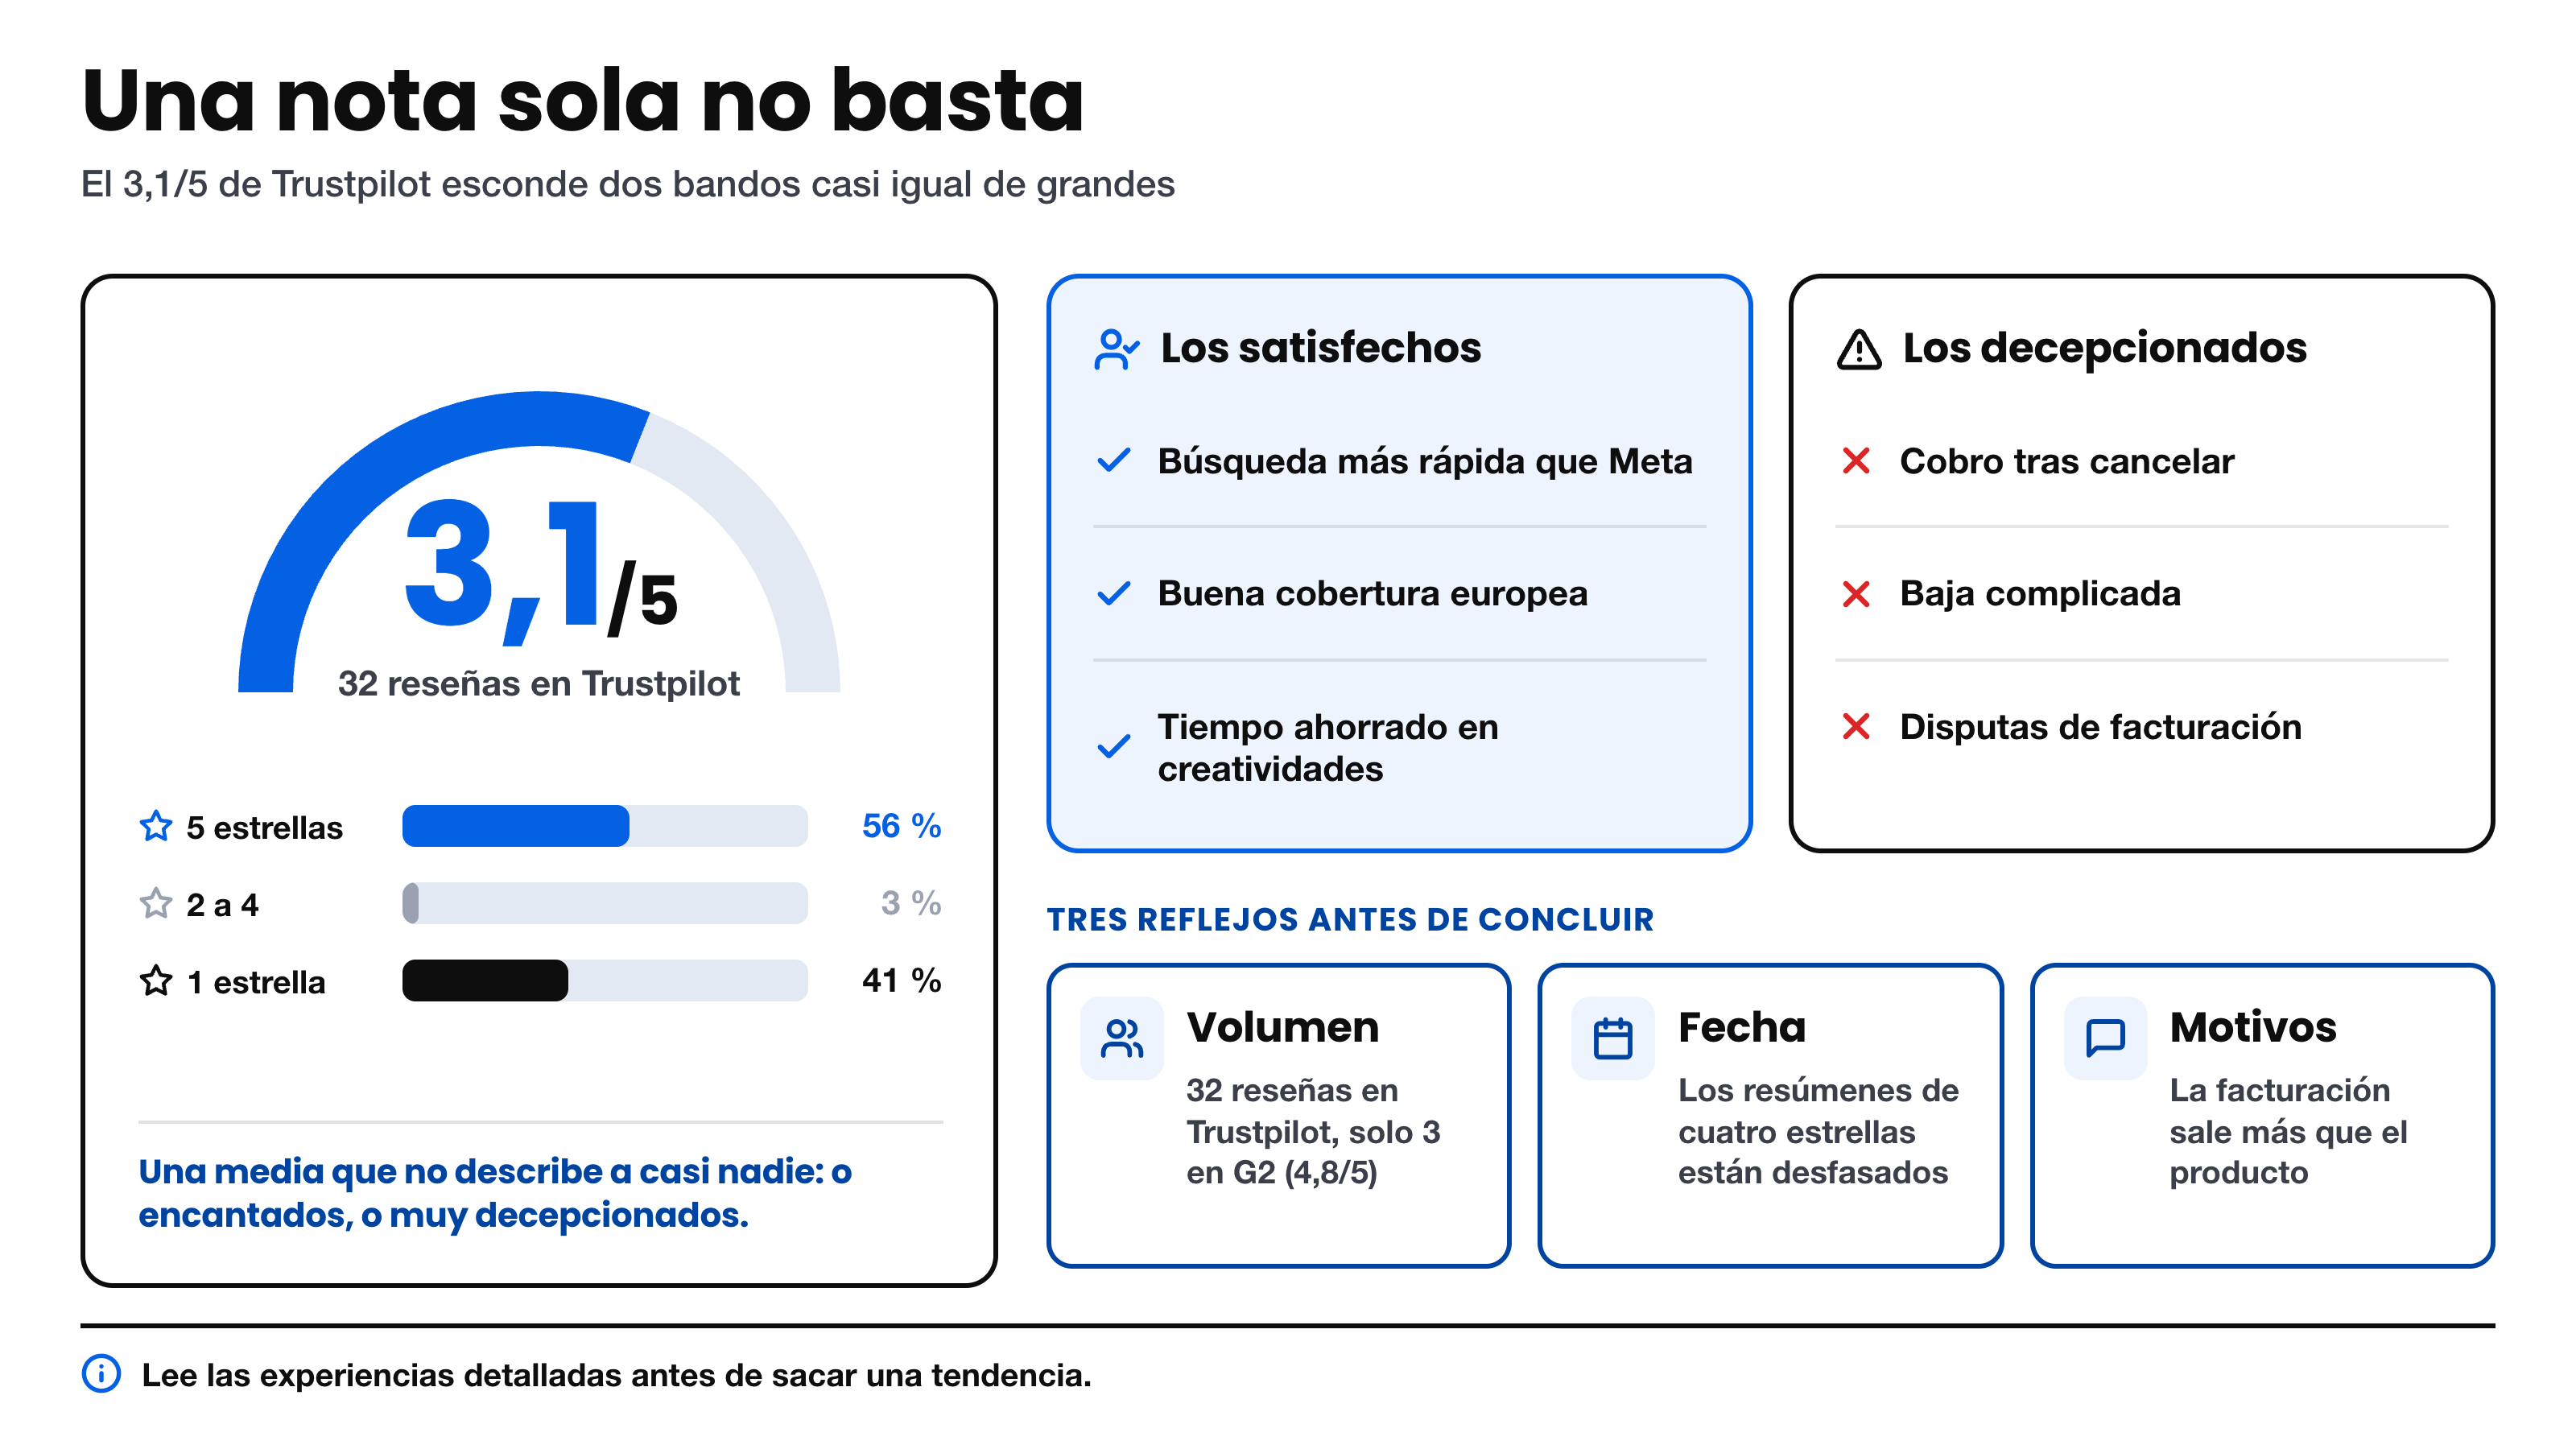 Una nota sola no basta
El 3,1/5 de Trustpilot esconde dos bandos casi igual de grandes
3,1/5
32 reseñas en Trustpilot
5 estrellas 56 %
2 a 4 3 %
1 estrella 41 %
Una media que no describe a casi nadie: o
encantados, o muy decepcionados.
Los satisfechos
Búsqueda más rápida que Meta
Buena cobertura europea
Tiempo ahorrado en
creatividades
Los decepcionados
Cobro tras cancelar
Baja complicada
Disputas de facturación
TRES REFLEJOS ANTES DE CONCLUIR
Volumen
32 reseñas en
Trustpilot, solo 3
en G2 (4,8/5)
Fecha
Los resúmenes de
cuatro estrellas
están desfasados
Motivos
La facturación
sale más que el
producto
Lee las experiencias detalladas antes de sacar una tendencia.